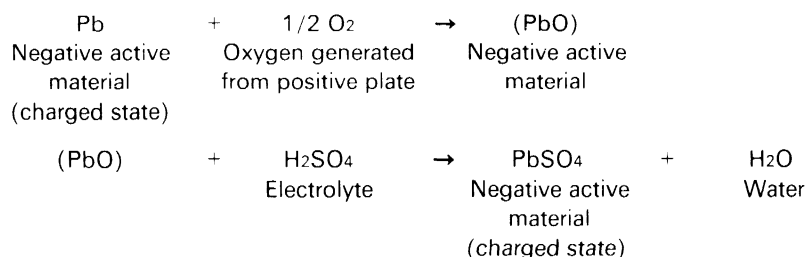 Pb + 1/2 O2 → (PbO)
Negative active Oxygen generated Negative active
material from positive plate material
(charged state)
(PbO) + H2SO4 → PbSO4 + H2O
Electrolyte Negative active Water
material
(charged state)